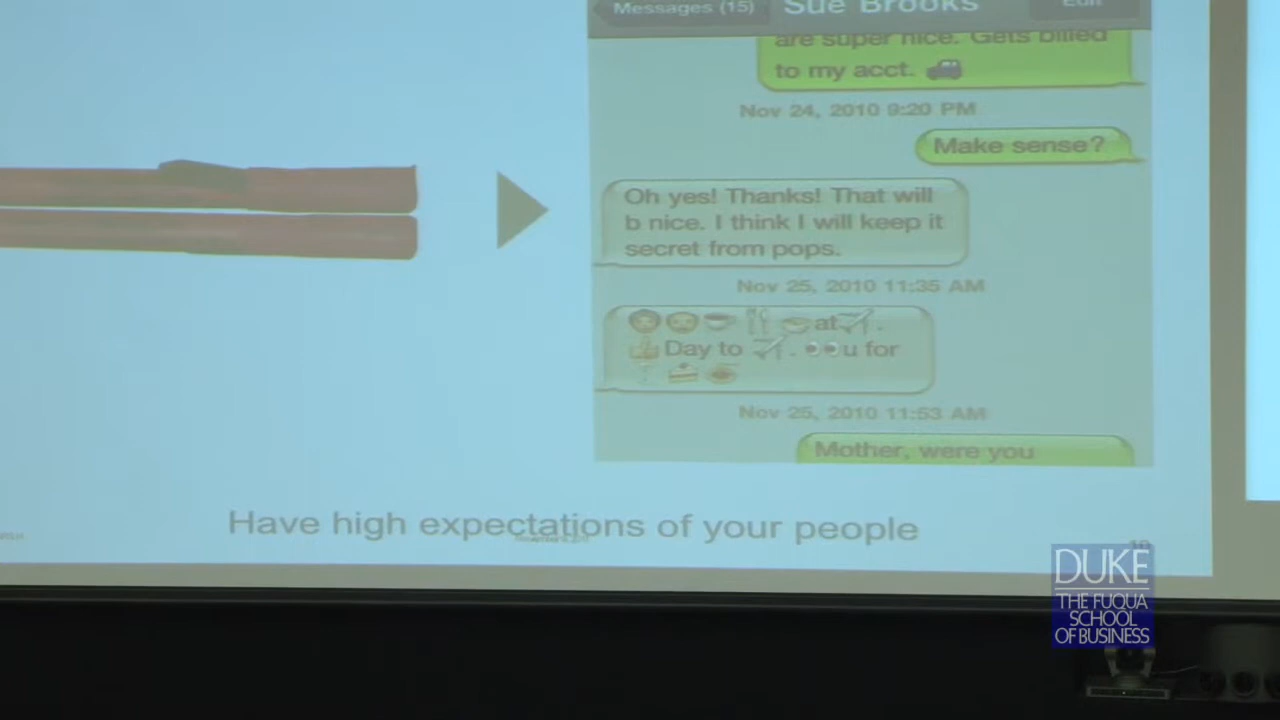 Messages (15)
Sue Brooks
Edit
are super nice. Gets billed
to my acct.
Nov 24, 2010 9:20 PM
Make sense?
Oh yes! Thanks! That will
b nice. I think I will keep it
secret from pops.
Nov 25, 2010 11:35 AM
at
.
Day to
.
u for
Nov 25, 2010 11:53 AM
Mother, were you
Have high expectations of your people
DUKE
THE FUQUA
SCHOOL
OF BUSINESS